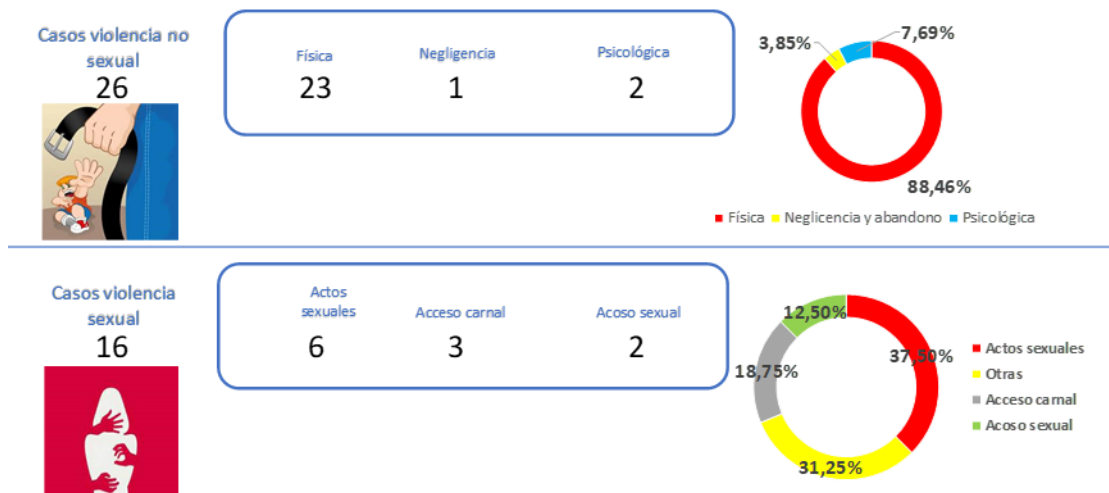 Casos violencia no
sexual
26
Física
23
Negligencia
1
Psicológica
2
3,85%
7,69%
88,46%
Física
Neglicencia y abandono
Psicológica
Casos violencia
sexual
16
Actos
sexuales
6
Acceso carnal
3
Acoso sexual
2
12,50%
37,50%
18,75%
31,25%
Actos sexuales
Otras
Acceso carnal
Acoso sexual